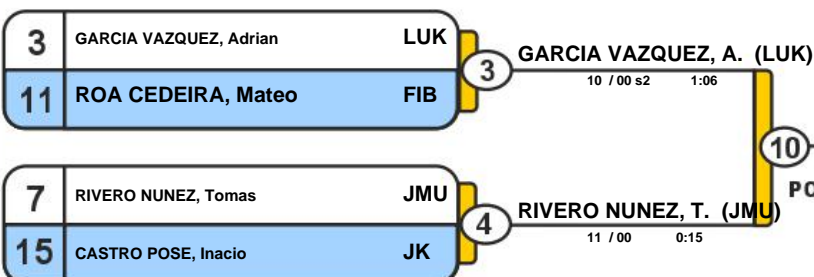 3 GARCIA VAZQUEZ, Adrian LUK
11 ROA CEDEIRA, Mateo FIB
3
GARCIA VAZQUEZ, A. (LUK)
10 / 00 s2 1:06
10
7 RIVERO NUNEZ, Tomas JMU
15 CASTRO POSE, Inacio JK
4
RIVERO NUNEZ, T. (JMU)
11 / 00 0:15